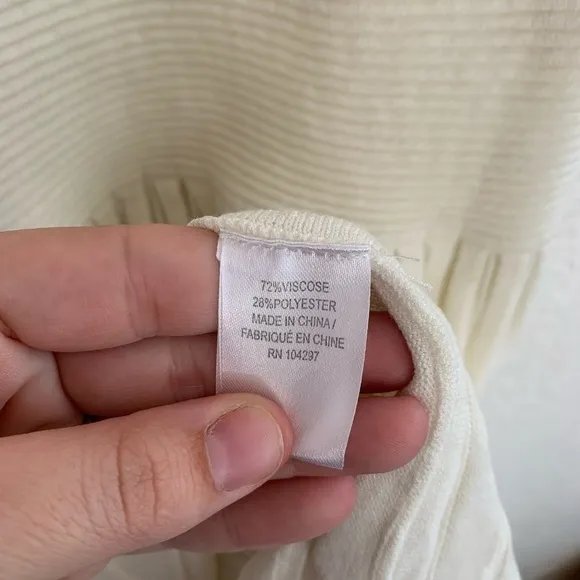 72%VISCOSE
28%POLYESTER
MADE IN CHINA/
FABRIQUÉ EN CHINE
RN 104297